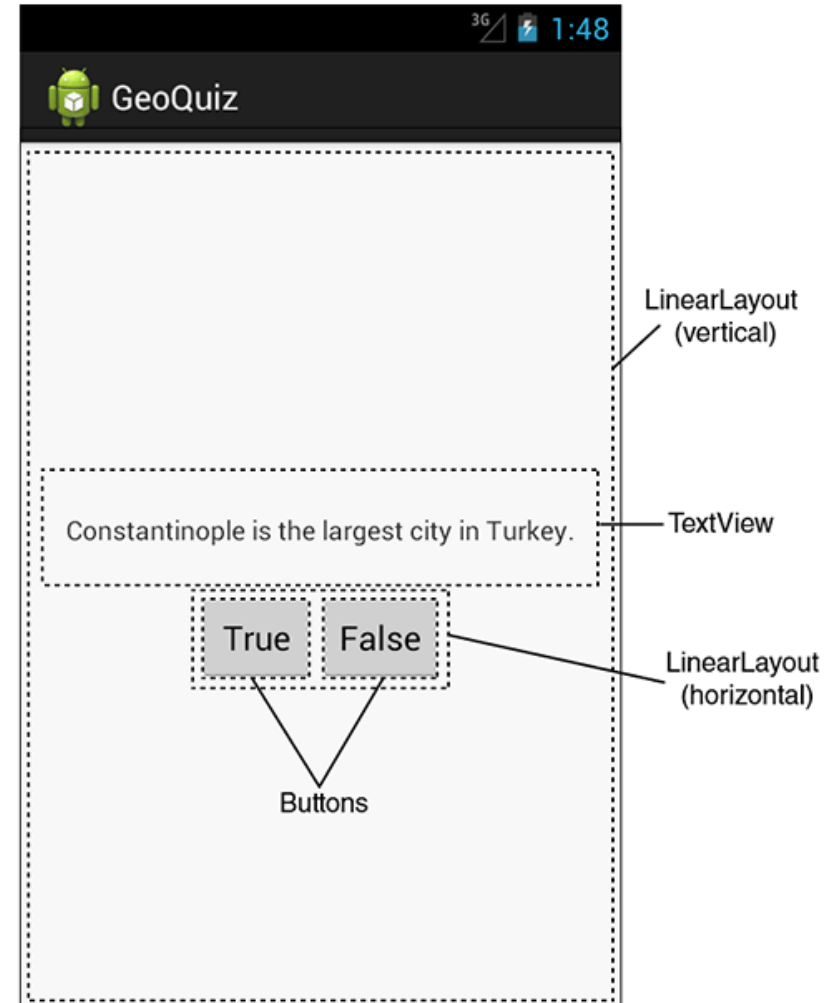 3G 1:48
GeoQuiz
LinearLayout
(vertical)
Constantinople is the largest city in Turkey.
TextView
True
False
LinearLayout
(horizontal)
Buttons